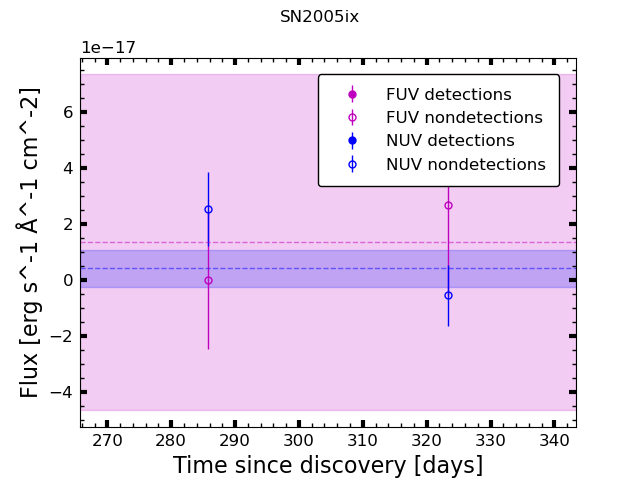 SN2005ix
1e−17
FUV detections
FUV nondetections
NUV detections
NUV nondetections
6
4
2
0
−2
−4
Flux [erg s^-1 Å^-1 cm^-2]
270 280 290 300 310 320 330 340
Time since discovery [days]